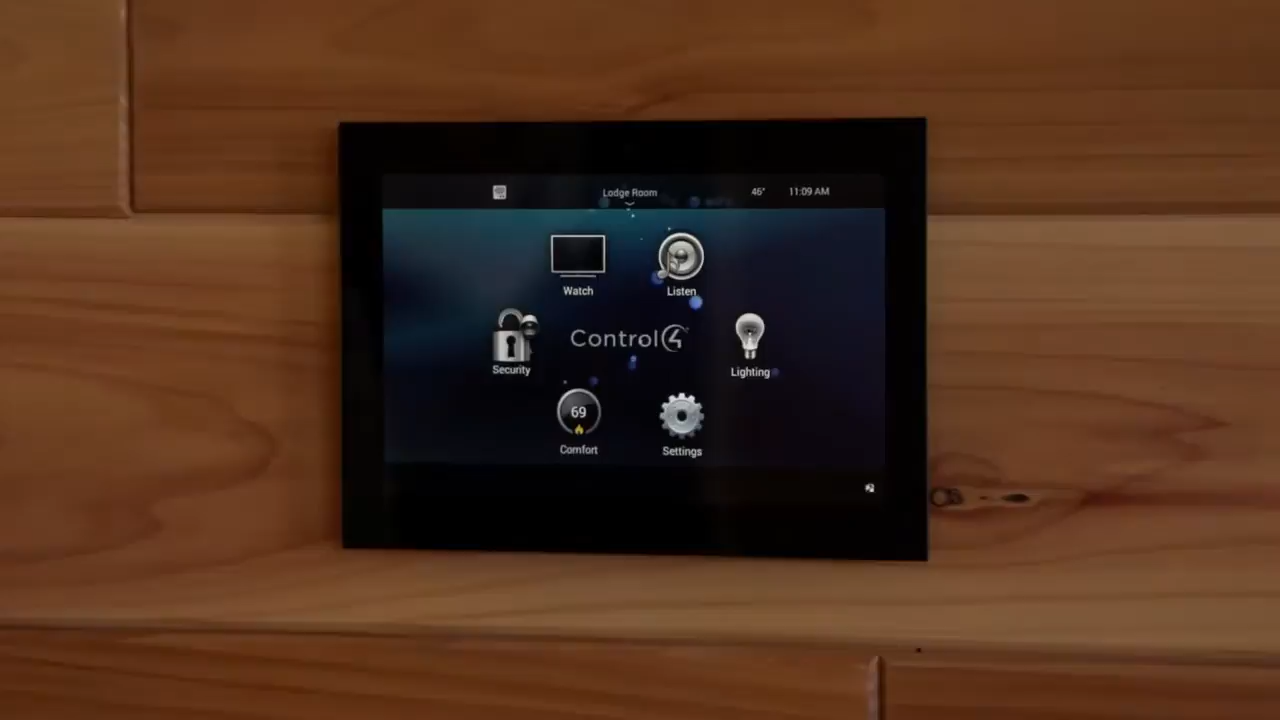 Lodge Room
46°
11:09 AM
Watch
Listen
Control4
Security
Lighting
69
Comfort
Settings